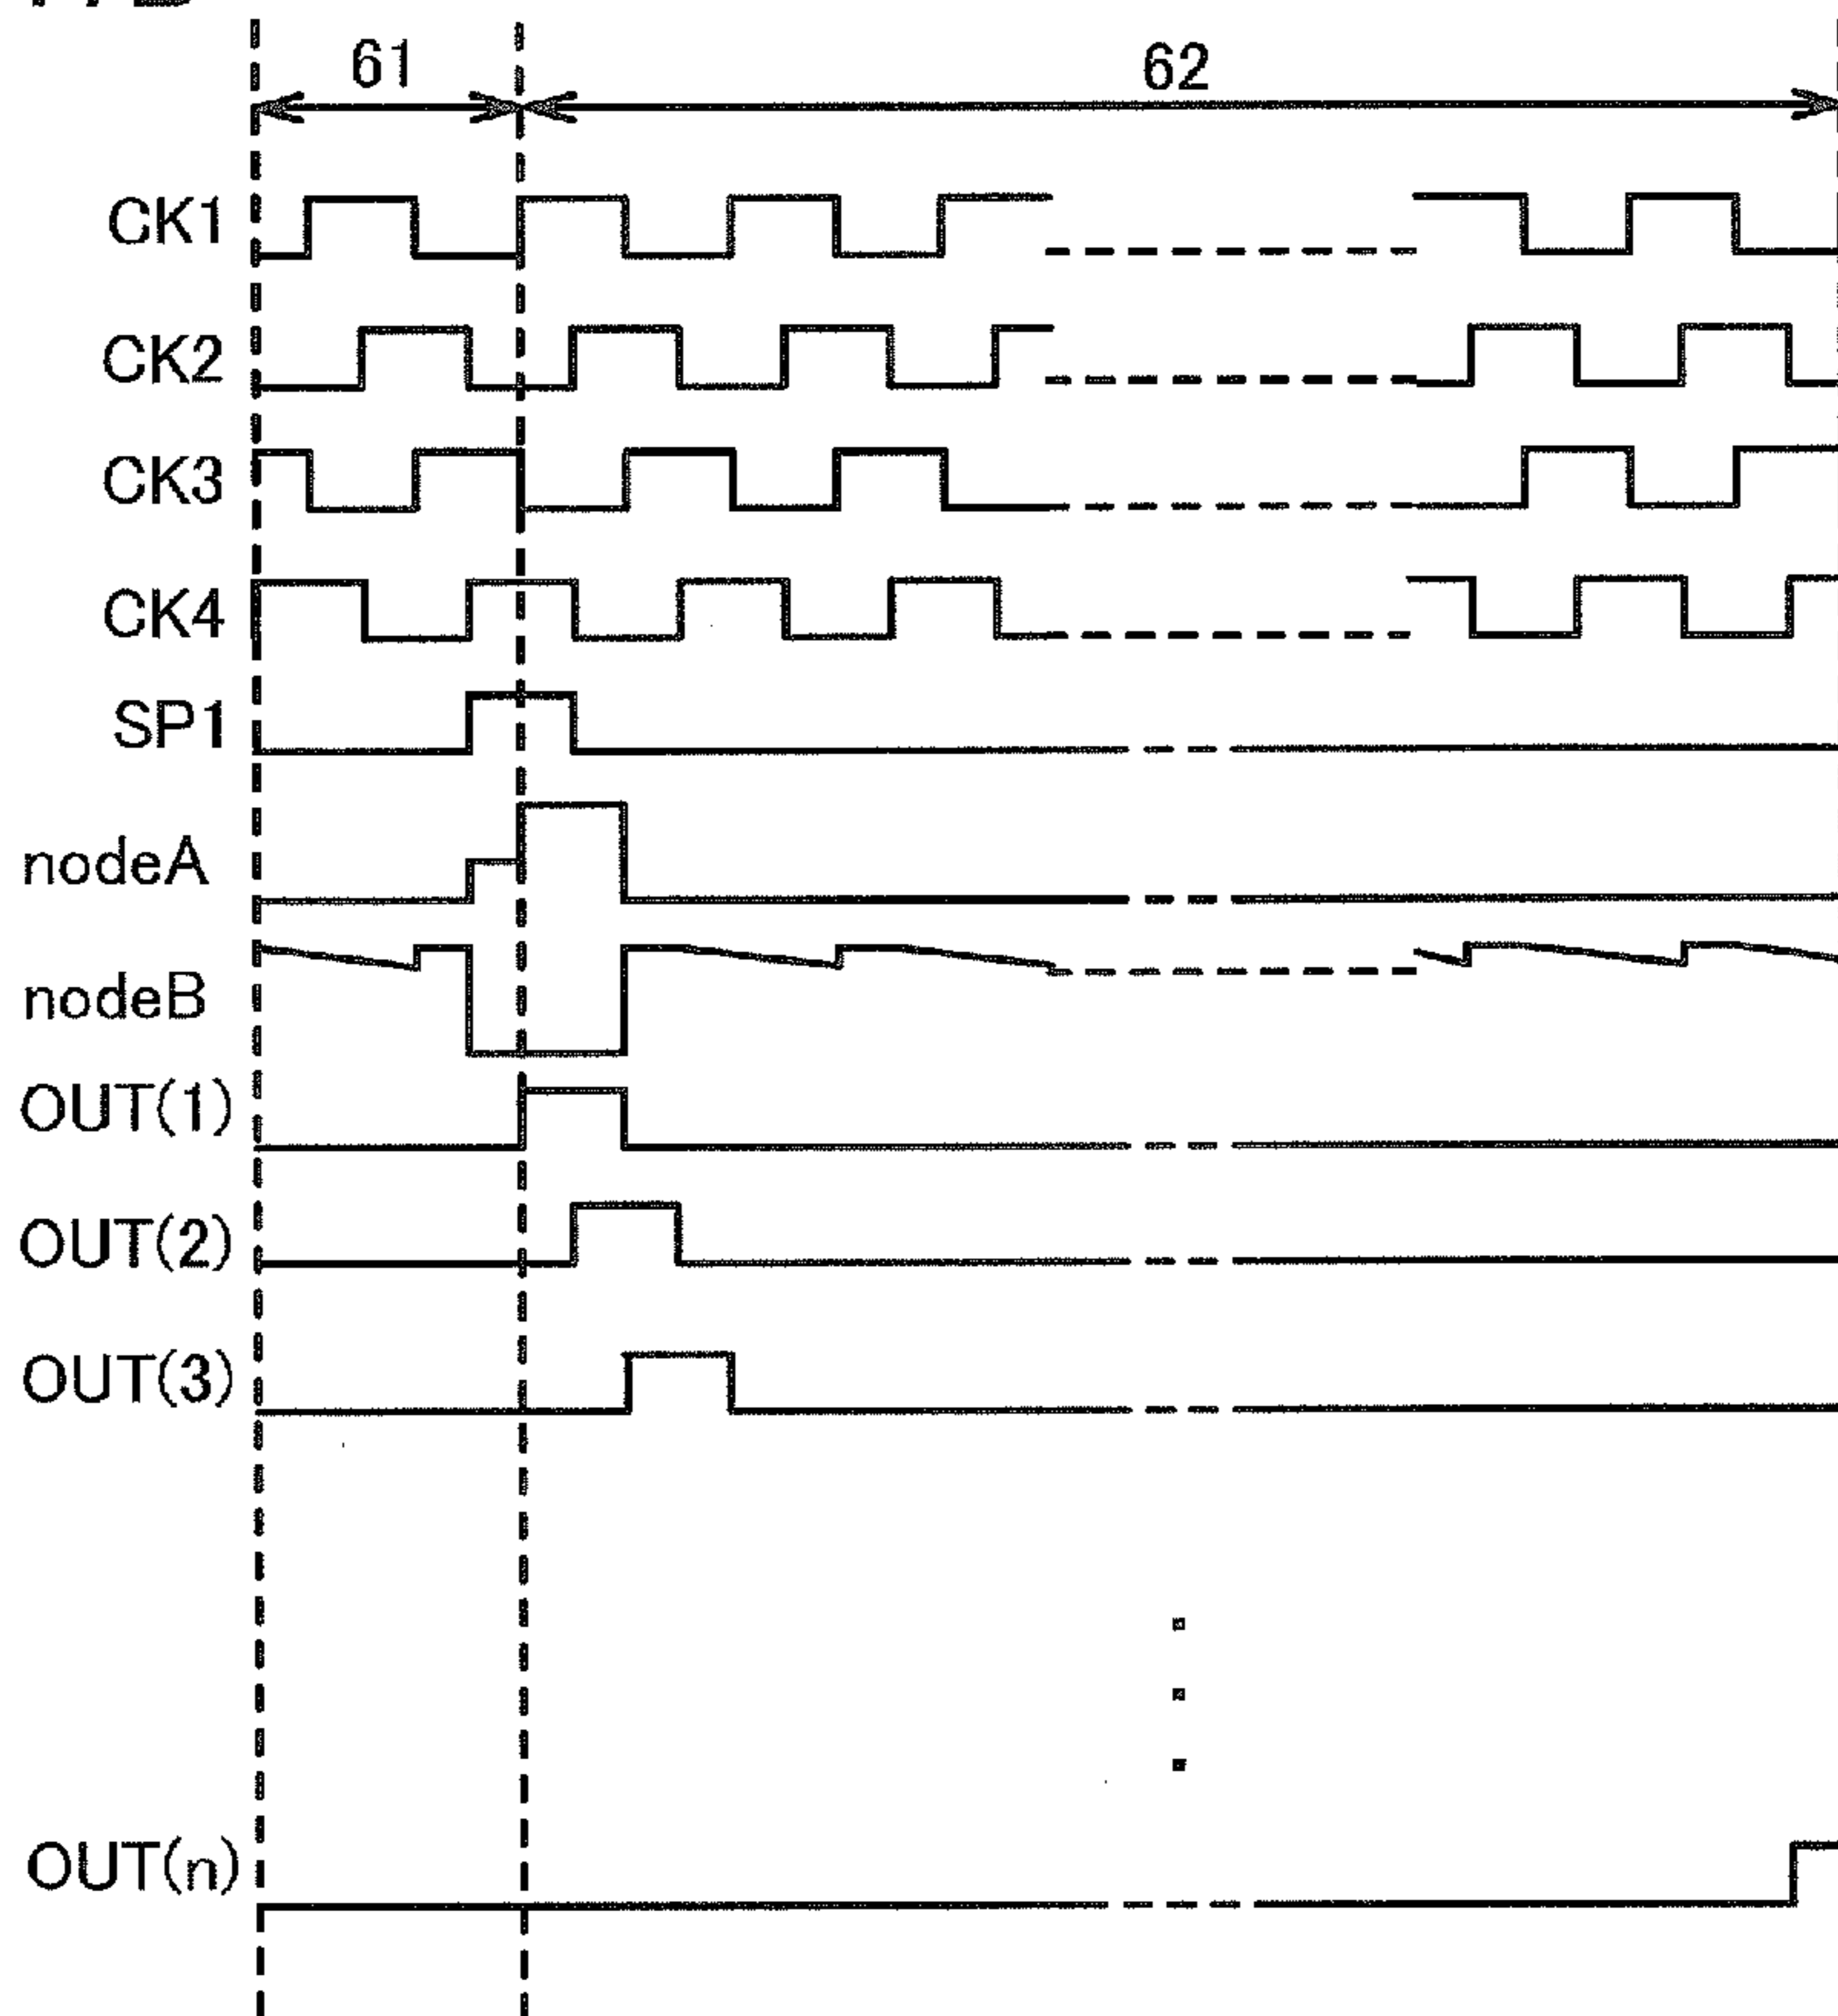 61
62
CK1
CK2
CK3
CK4
SP1
nodeA
nodeB
OUT(1)
OUT(2)
OUT(3)
OUT(n)